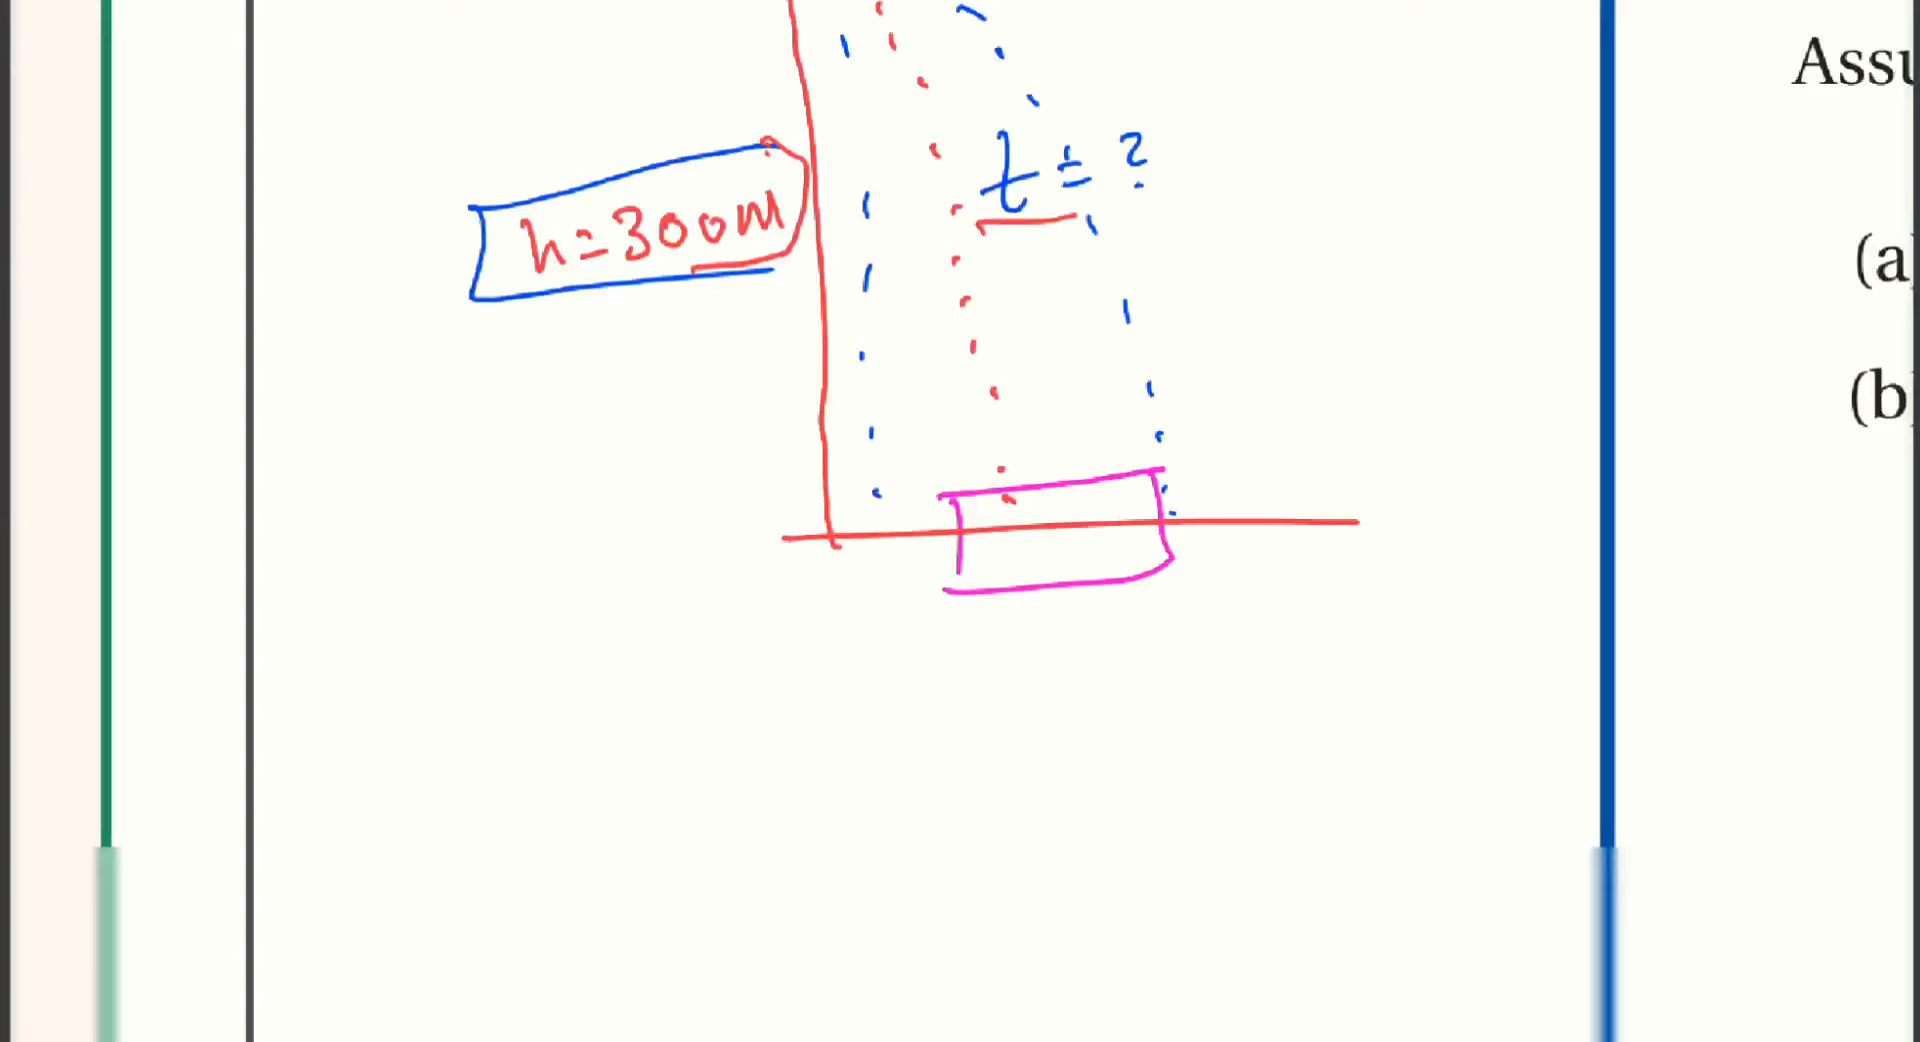 Assu
t = ?
h=300M
(a)
(b)